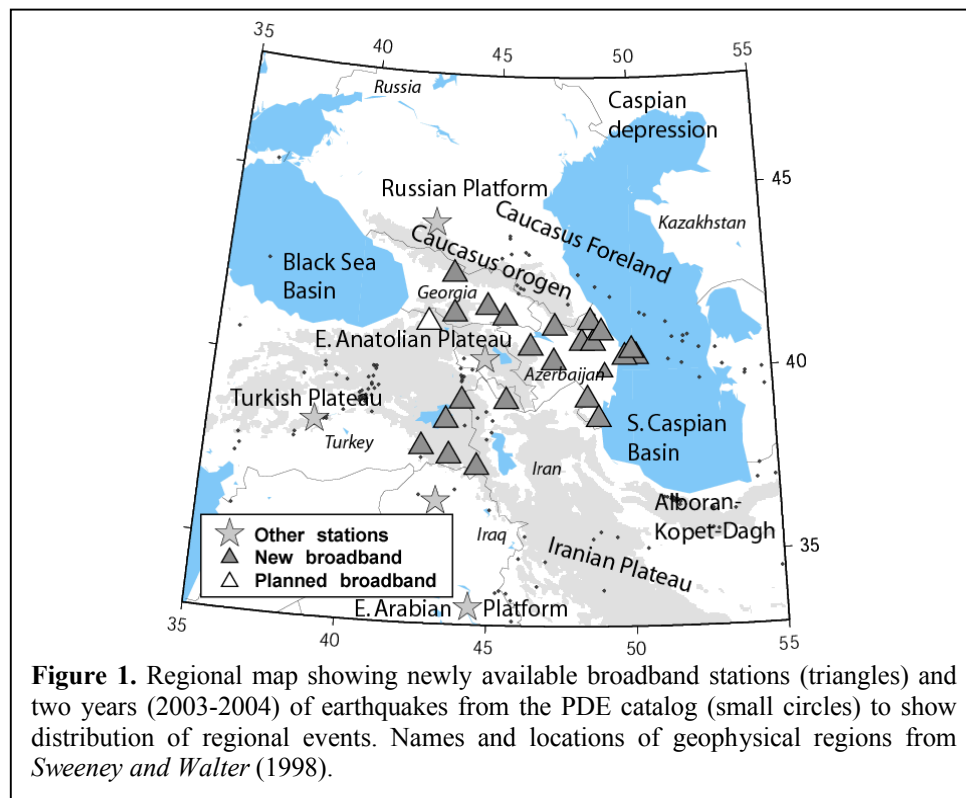 35
40
45
50
55
Russia
Caspian
depression
45
Russian Platform
Kazakhstan
Caucasus Foreland
Caucasus orogen
Black Sea
Basin
Georgia
E. Anatolian Plateau
40
Azerbaijan
Turkish Plateau
S. Caspian
Basin
Turkey
Iran
Alboran-
Kopet-Dagh
Other stations
New broadband
Planned broadband
Iraq
35
Iranian Plateau
E. Arabian Platform
35
40
45
50
55
Figure 1. Regional map showing newly available broadband stations (triangles) and
two years (2003-2004) of earthquakes from the PDE catalog (small circles) to show
distribution of regional events. Names and locations of geophysical regions from
Sweeney and Walter (1998).